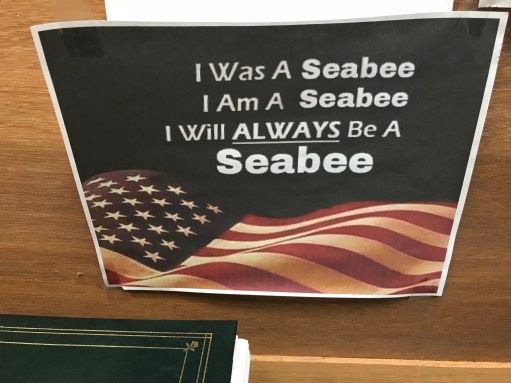 I Was A Seabee
I Am A Seabee
I Will ALWAYS Be A
Seabee